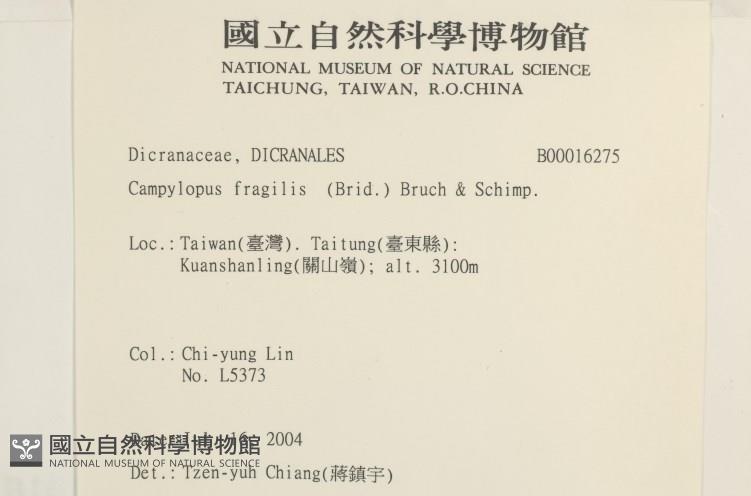 國立自然科學博物館
NATIONAL MUSEUM OF NATURAL SCIENCE
TAICHUNG, TAIWAN, R.O.CHINA
Dicranaceae, DICRANALES B00016275
Campylopus fragilis (Brid.) Bruch & Schimp.
Loc.: Taiwan(臺灣). Taitung(臺東縣):
Kuanshanling(關山嶺); alt. 3100m
Col.: Chi-yung Lin
No. L5373
16, 2004
國立自然科學博物館
NATIONAL MUSEUM OF NATURAL SCIENCE
Det.: Tzen-yuh Chiang(蔣鎮宇)